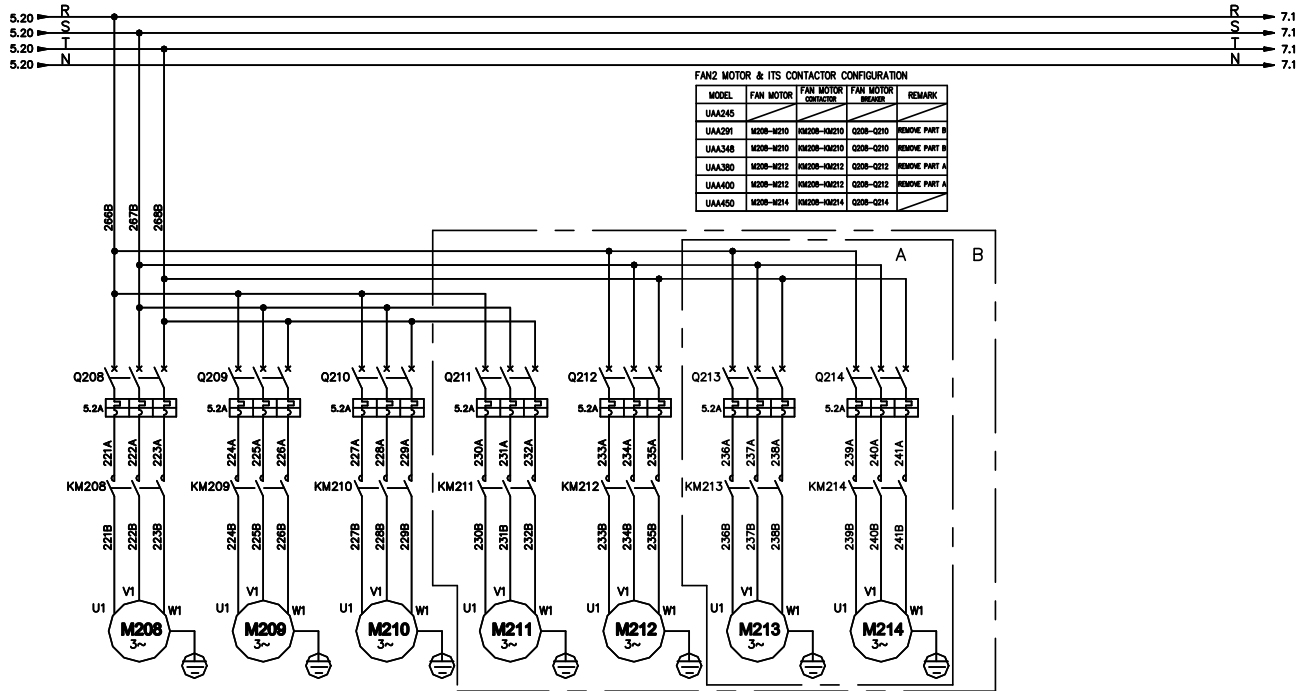 5.20 R R 7.1
5.20 S S 7.1
5.20 T T 7.1
5.20 N N 7.1
FAN2 MOTOR & ITS CONTACTOR CONFIGURATION
MODEL FAN MOTOR FAN MOTOR CONTACTOR FAN MOTOR BREAKER REMARK
UAA245
UAA291 M208-M210 KM208-KM210 Q208-Q210 REMOVE PART B
UAA348 M208-M210 KM208-KM210 Q208-Q210 REMOVE PART B
UAA380 M208-M212 KM208-KM212 Q208-Q212 REMOVE PART A
UAA400 M208-M212 KM208-KM212 Q208-Q212 REMOVE PART A
UAA450 M208-M214 KM208-KM214 Q208-Q214
266B 267B 268B
A B
Q208 Q209 Q210 Q211 Q212 Q213 Q214
5.2A 5.2A 5.2A 5.2A 5.2A 5.2A 5.2A
221A 222A 223A 224A 225A 226A 227A 228A 229A 230A 231A 232A 233A 234A 235A 236A 237A 238A 239A 240A 241A
KM208 KM209 KM210 KM211 KM212 KM213 KM214
221B 222B 223B 224B 225B 226B 227B 228B 229B 230B 231B 232B 233B 234B 235B 236B 237B 238B 239B 240B 241B
U1 V1 W1 U1 V1 W1 U1 V1 W1 U1 V1 W1 U1 V1 W1 U1 V1 W1 U1 V1 W1
M208 M209 M210 M211 M212 M213 M214
3~ 3~ 3~ 3~ 3~ 3~ 3~